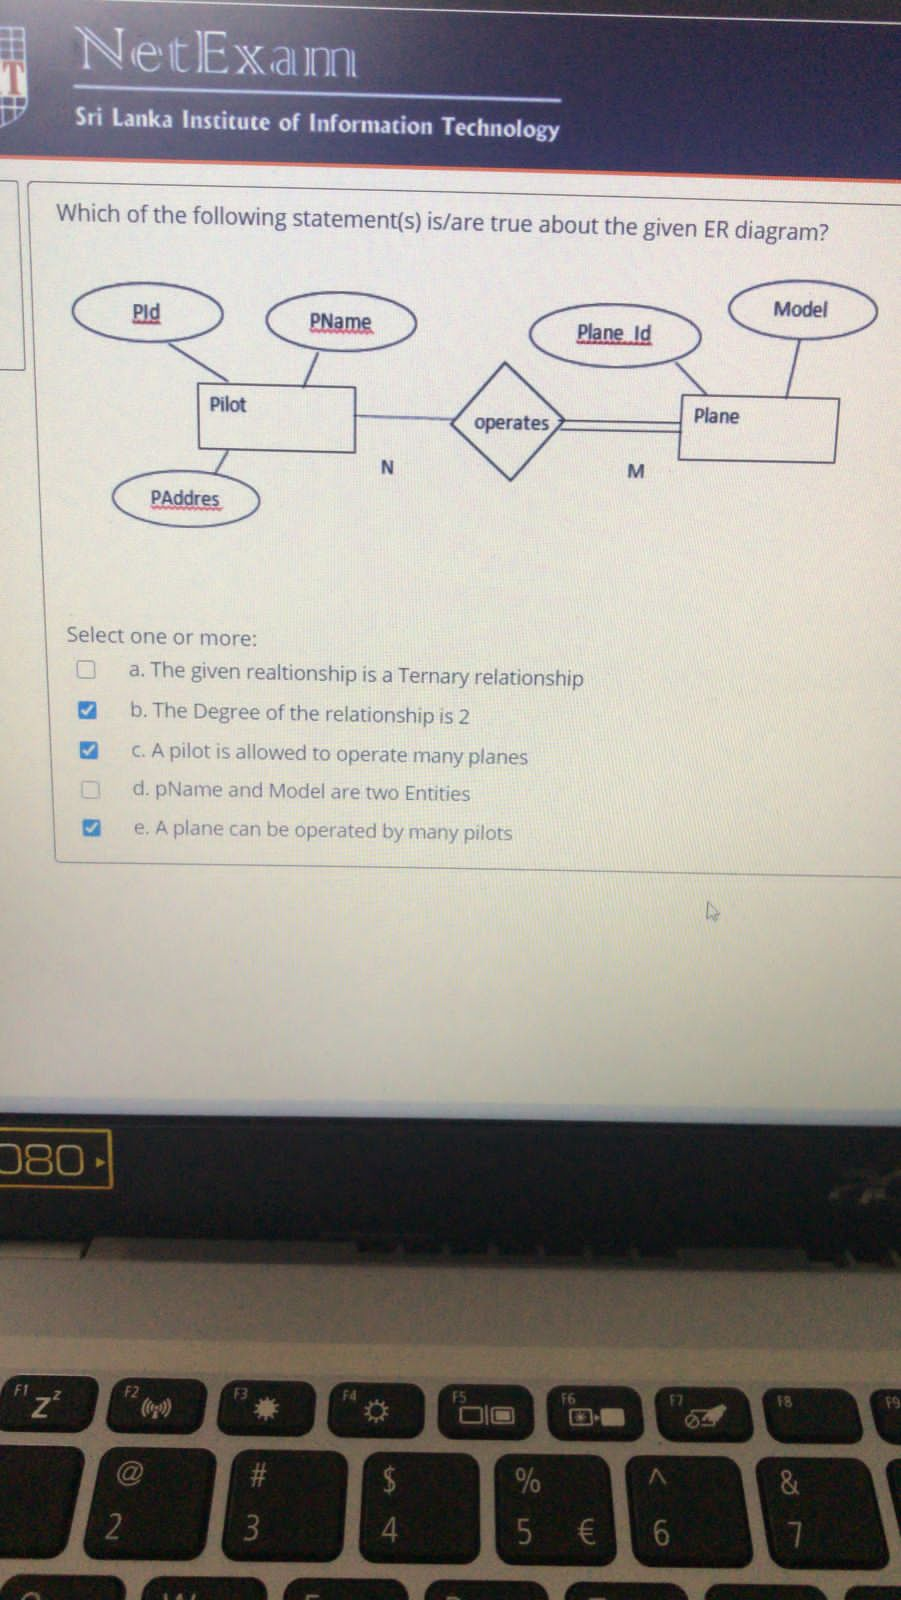 T
NetExam
Sri Lanka Institute of Information Technology
Which of the following statement(s) is/are true about the given ER diagram?
PId
PName
Plane_Id
Model
Pilot
operates
Plane
N
M
PAddres
Select one or more:
a. The given realtionship is a Ternary relationship
b. The Degree of the relationship is 2
c. A pilot is allowed to operate many planes
d. pName and Model are two Entities
e. A plane can be operated by many pilots
080
F1 Zz F2 F3 F4 F5 F6 F7 F8 F9
@ # $ % ^ &
2 3 4 5 € 6 7